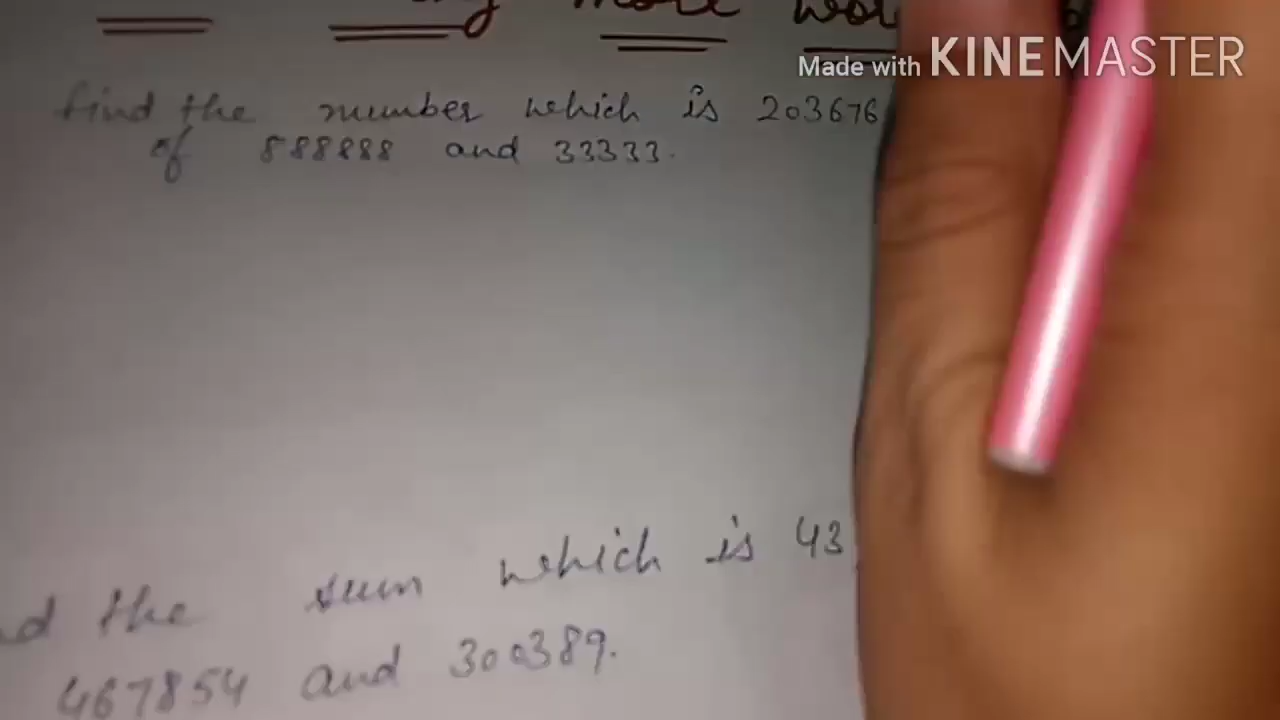 more
Made with KINEMASTER
find the number which is 203676
of 888888 and 33333.
the sum which is 43
467854 and 300389.